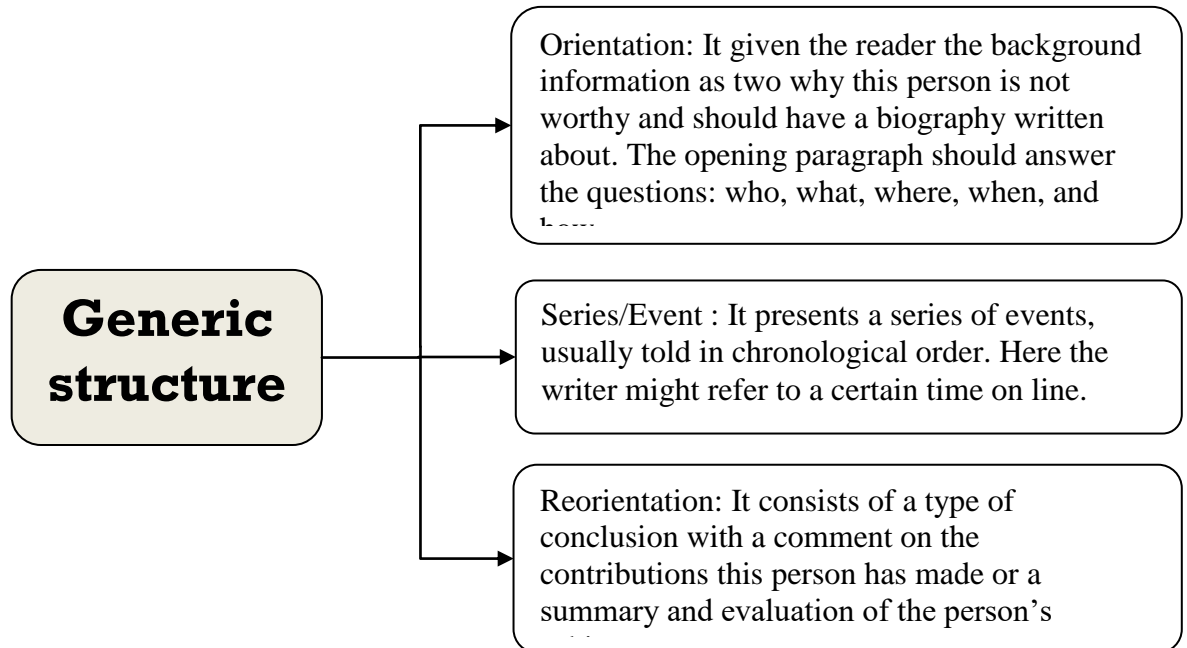 Generic
structure
Orientation: It given the reader the background
information as two why this person is not
worthy and should have a biography written
about. The opening paragraph should answer
the questions: who, what, where, when, and
Series/Event : It presents a series of events,
usually told in chronological order. Here the
writer might refer to a certain time on line.
Reorientation: It consists of a type of
conclusion with a comment on the
contributions this person has made or a
summary and evaluation of the person’s